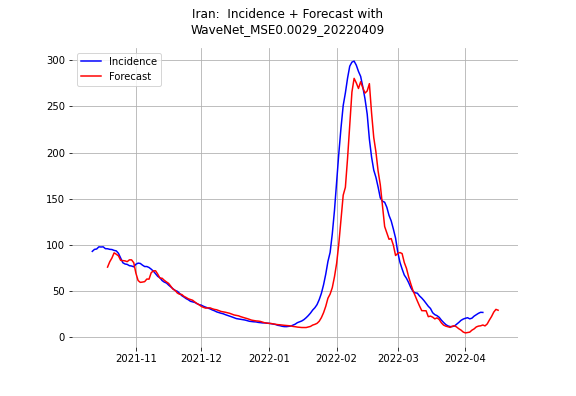 Iran:  Incidence + Forecast with
WaveNet_MSE0.0029_20220409
Incidence
Forecast
300
250
200
150
100
50
0
2021-11 2021-12 2022-01 2022-02 2022-03 2022-04